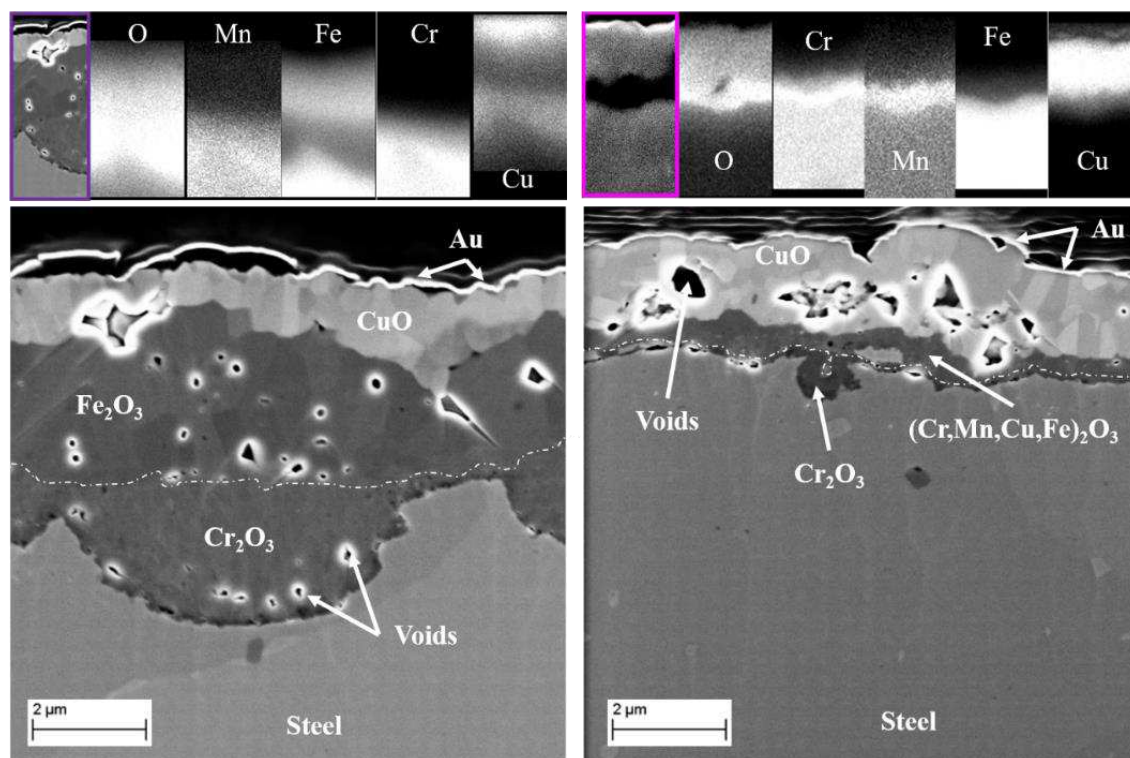 O
Mn
Fe
Cr
Cu
Au
CuO
Fe₂O₃
Cr₂O₃
Voids
2 µm
Steel
Cr
Fe
O
Mn
Cu
Au
CuO
Voids
(Cr,Mn,Cu,Fe)₂O₃
Cr₂O₃
2 µm
Steel